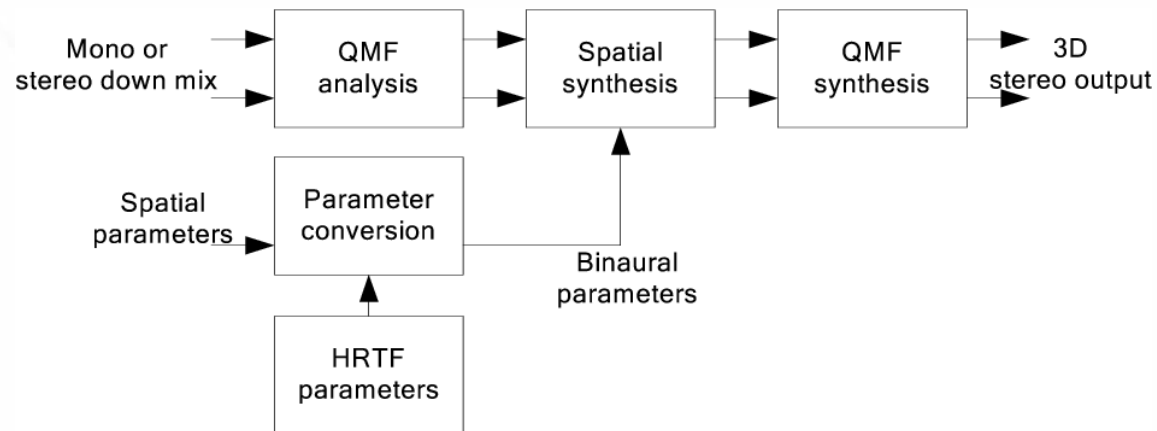 Mono or
stereo down mix
QMF
analysis
Spatial
synthesis
QMF
synthesis
3D
stereo output
Spatial
parameters
Parameter
conversion
Binaural
parameters
HRTF
parameters